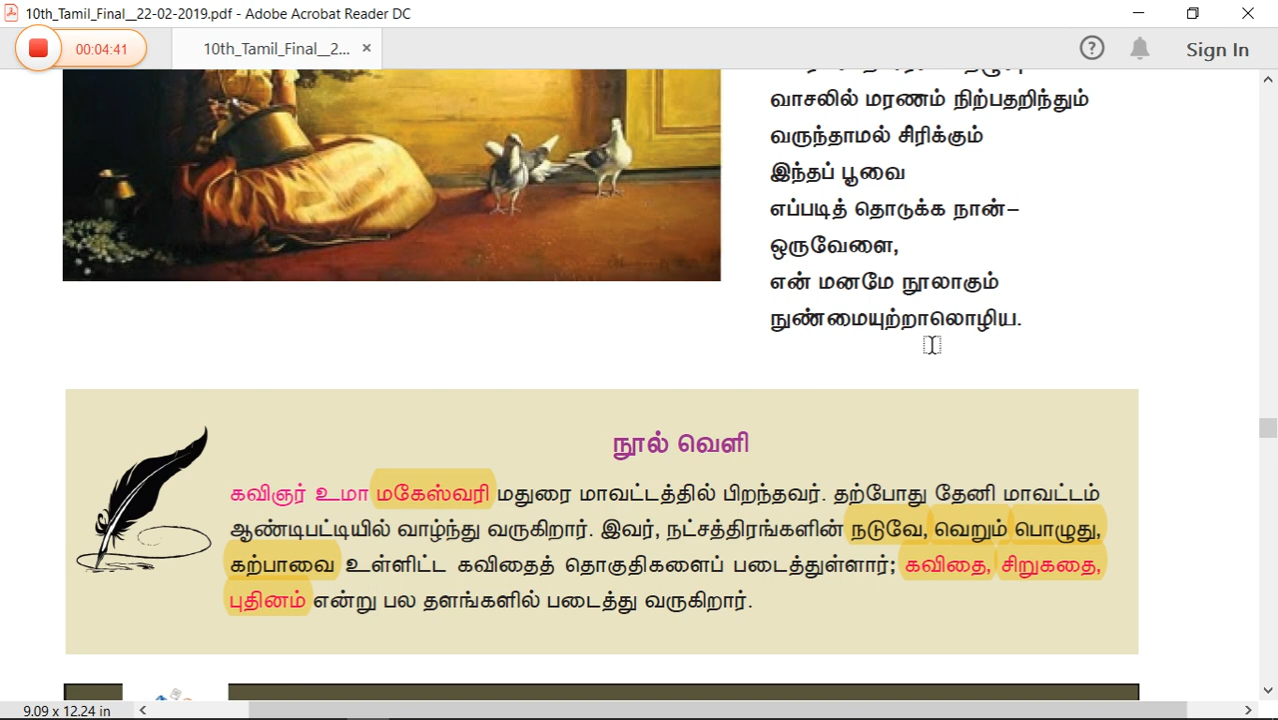 10th_Tamil_Final__22-02-2019.pdf - Adobe Acrobat Reader DC
00:04:41
10th_Tamil_Final__2... ×
Sign In
வாசலில் மரணம் நிற்பதறிந்தும்
வருந்தாமல் சிரிக்கும்
இந்தப் பூவை
எப்படித் தொடுக்க நான்–
ஒருவேளை,
என் மனமே நூலாகும்
நுண்மையுற்றாலொழிய.
நூல் வெளி
கவிஞர் உமா மகேஸ்வரி மதுரை மாவட்டத்தில் பிறந்தவர். தற்போது தேனி மாவட்டம்
ஆண்டிபட்டியில் வாழ்ந்து வருகிறார். இவர், நட்சத்திரங்களின் நடுவே, வெறும் பொழுது,
கற்பாவை உள்ளிட்ட கவிதைத் தொகுதிகளைப் படைத்துள்ளார்; கவிதை, சிறுகதை,
புதினம் என்று பல தளங்களில் படைத்து வருகிறார்.
9.09 x 12.24 in